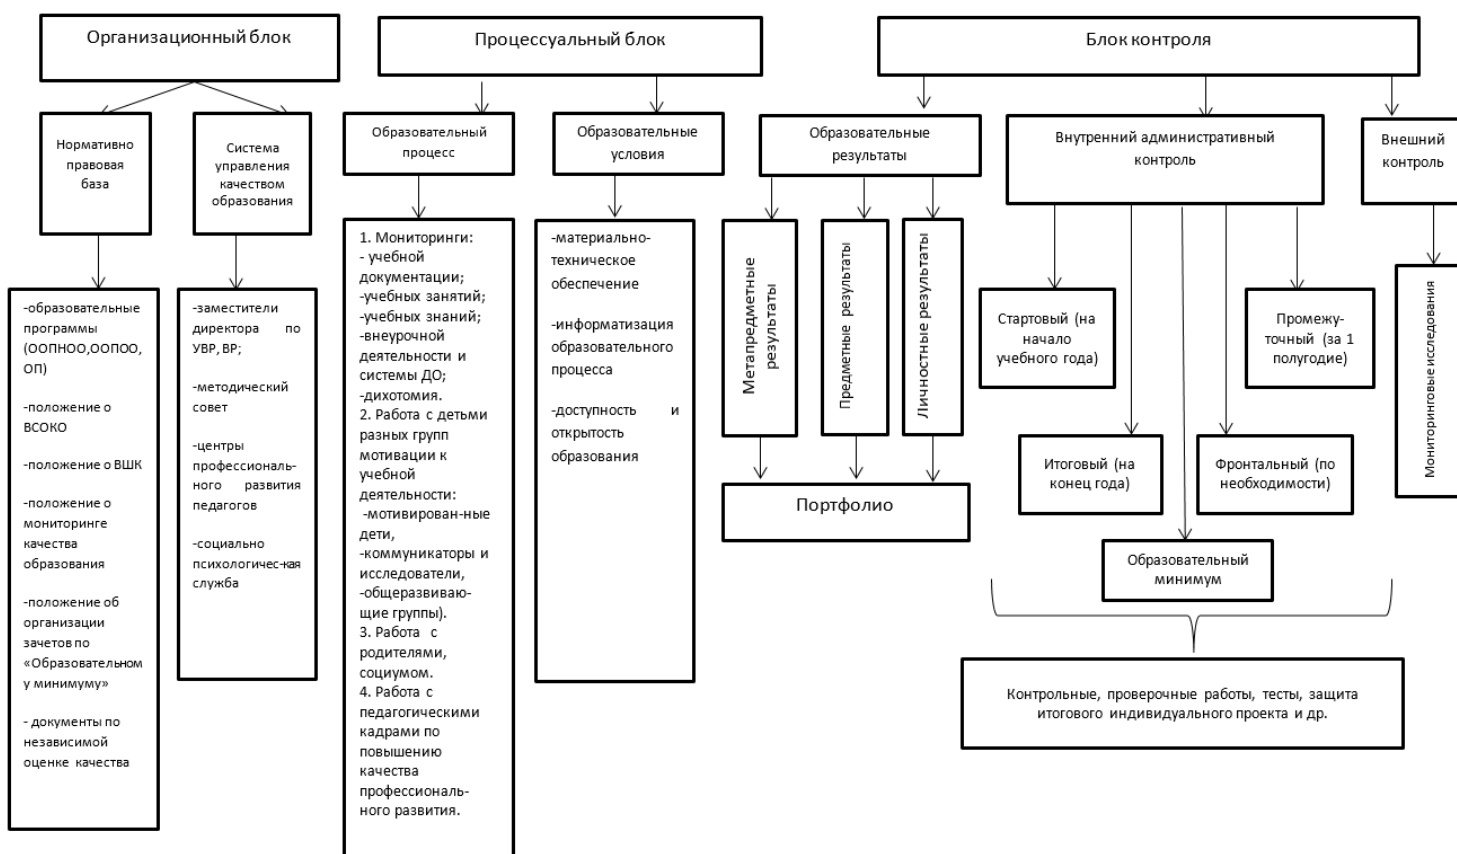 Организационный блок
Процессуальный блок
Блок контроля
Нормативно
правовая
база
Система
управления
качеством
образования
Образовательный
процесс
Образовательные
условия
Образовательные
результаты
Внутренний административный
контроль
Внешний
контроль
-образовательные
программы
(ООПНОО,ООПОО,
ОП)
-положение о
ВСОКО
-положение о ВШК
-положение о
мониторинге
качества
образования
-положение об
организации
зачетов по
«Образовательном
у минимуму»
- документы по
независимой
оценке качества
-заместители
директора по
УВР, ВР;
-методический
совет
-центры
профессиональ-
ного развития
педагогов
-социально
психологичес-кая
служба
1. Мониторинги:
- учебной
документации;
-учебных занятий;
-учебных знаний;
-внеурочной
деятельности и
системы ДО;
-дихотомия.
2. Работа с детьми
разных групп
мотивации к
учебной
деятельности:
-мотивирован-ные
дети,
-коммуникаторы и
исследователи,
-общеразвиваю-
щие группы).
3. Работа с
родителями,
социумом.
4. Работа с
педагогическими
кадрами по
повышению
качества
профессиональ-
ного развития.
-материально-
техническое
обеспечение
-информатизация
образовательного
процесса
-доступность и
открытость
образования
Метапредметные
результаты
Предметные результаты
Личностные результаты
Портфолио
Стартовый (на
начало
учебного года)
Промежу-
точный (за 1
полугодие)
Итоговый (на
конец года)
Фронтальный (по
необходимости)
Образовательный
минимум
Мониторинговые исследования
Контрольные, проверочные работы, тесты, защита
итогового индивидуального проекта и др.